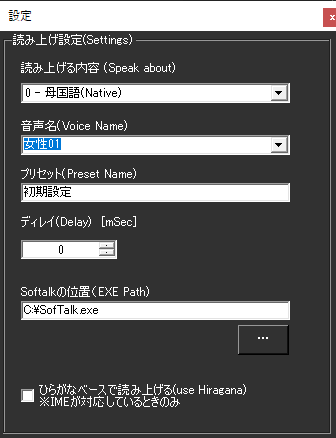 設定
x
読み上げ設定(Settings)
読み上げる内容 (Speak about)
0 - 母国語(Native)
音声名(Voice Name)
女性01
プリセット(Preset Name)
初期設定
ディレイ(Delay) [mSec]
0
Softalkの位置(EXE Path)
C:¥SofTalk.exe
...
ひらがなベースで読み上げる(use Hiragana)
※IMEが対応しているときのみ